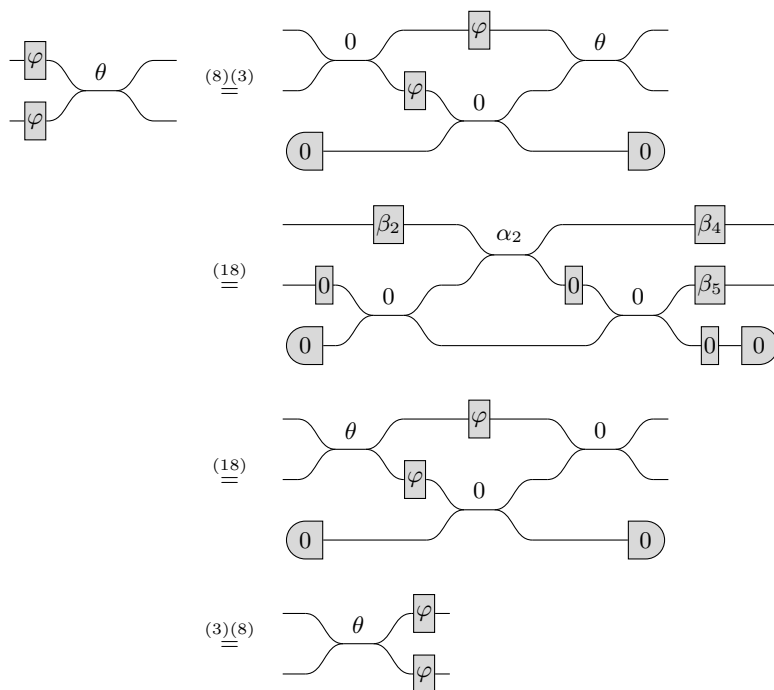 φ θ φ
(8)(3) = 0 φ θ φ 0 0 0
(18) = β₂ α₂ β₄ 0 0 0 0 β₅ 0 0 0
(18) = θ φ 0 φ 0 0 0
(3)(8) = θ φ φ